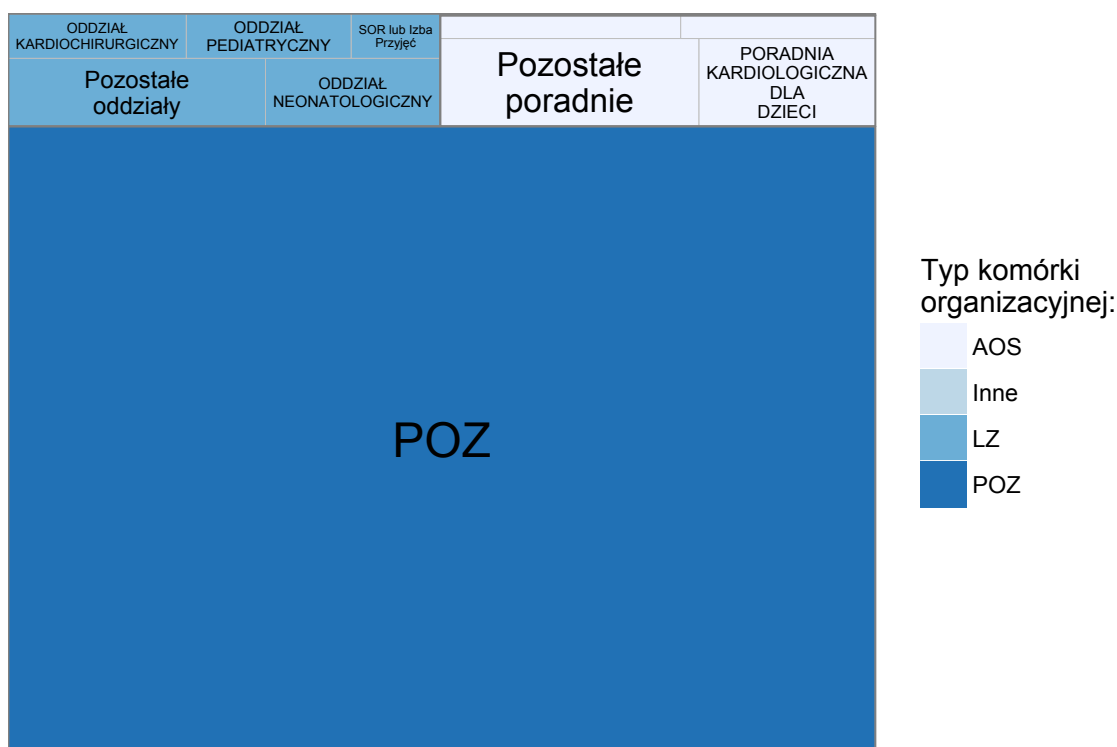 ODDZIAŁ
KARDIOCHIRURGICZNY
ODDZIAŁ
PEDIATRYCZNY
SOR lub Izba
Przyjęć
Pozostałe
oddziały
ODDZIAŁ
NEONATOLOGICZNY
Pozostałe
poradnie
PORADNIA
KARDIOLOGICZNA
DLA
DZIECI
POZ
Typ komórki
organizacyjnej:
AOS
Inne
LZ
POZ